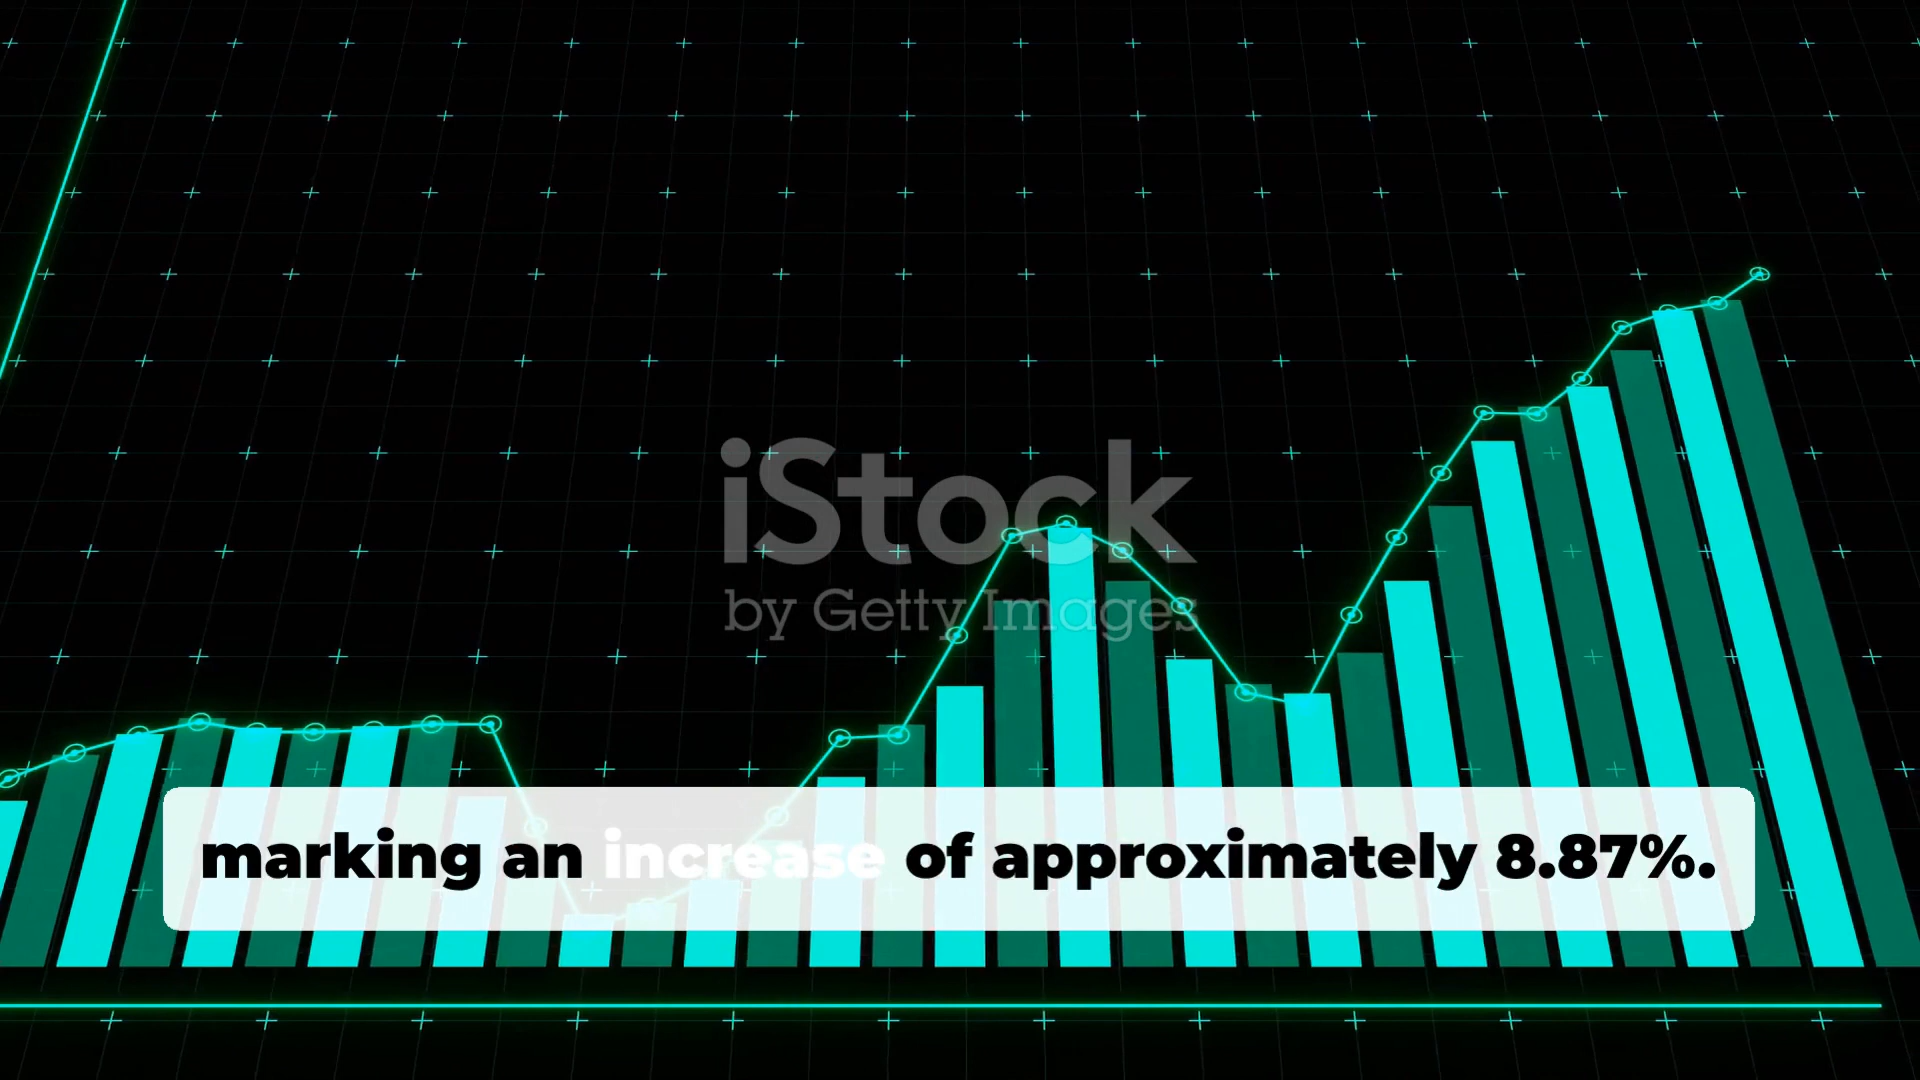 iStock
by Getty Images
marking an increase of approximately 8.87%.